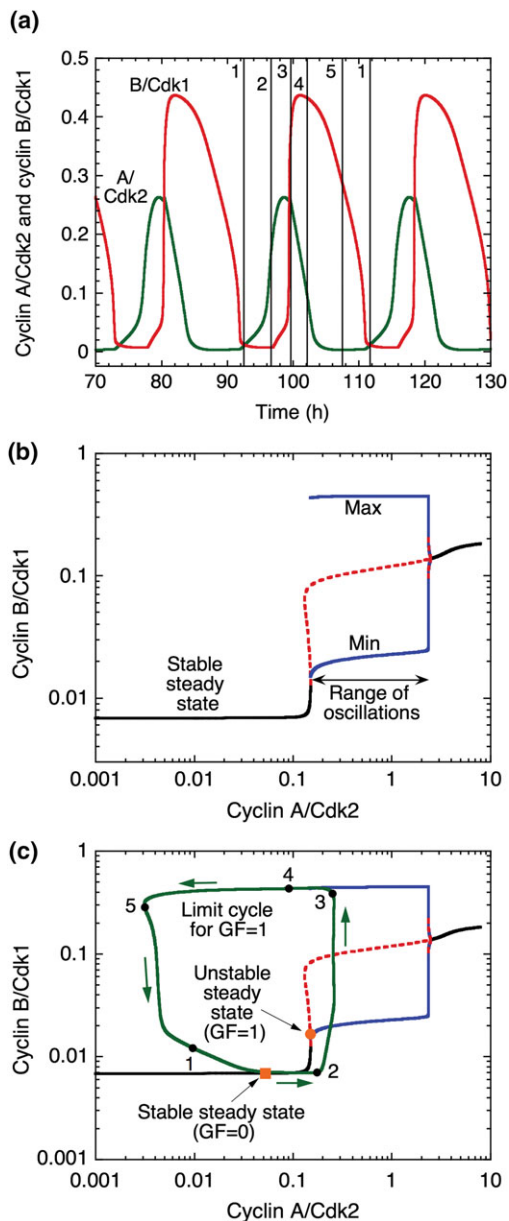 (a)
Cyclin A/Cdk2 and cyclin B/Cdk1
0.5
0.4
0.3
0.2
0.1
0
B/Cdk1
A/
Cdk2
1
2
3
4
5
1
70 80 90 100 110 120 130
Time (h)
(b)
Cyclin B/Cdk1
1
0.1
0.01
Max
Min
Stable
steady
state
Range of
oscillations
0.001 0.01 0.1 1 10
Cyclin A/Cdk2
(c)
Cyclin B/Cdk1
1
0.1
0.01
0.001
4
3
5
Limit cycle
for GF=1
Unstable
steady
state
(GF=1)
1
2
Stable steady state
(GF=0)
0.001 0.01 0.1 1 10
Cyclin A/Cdk2